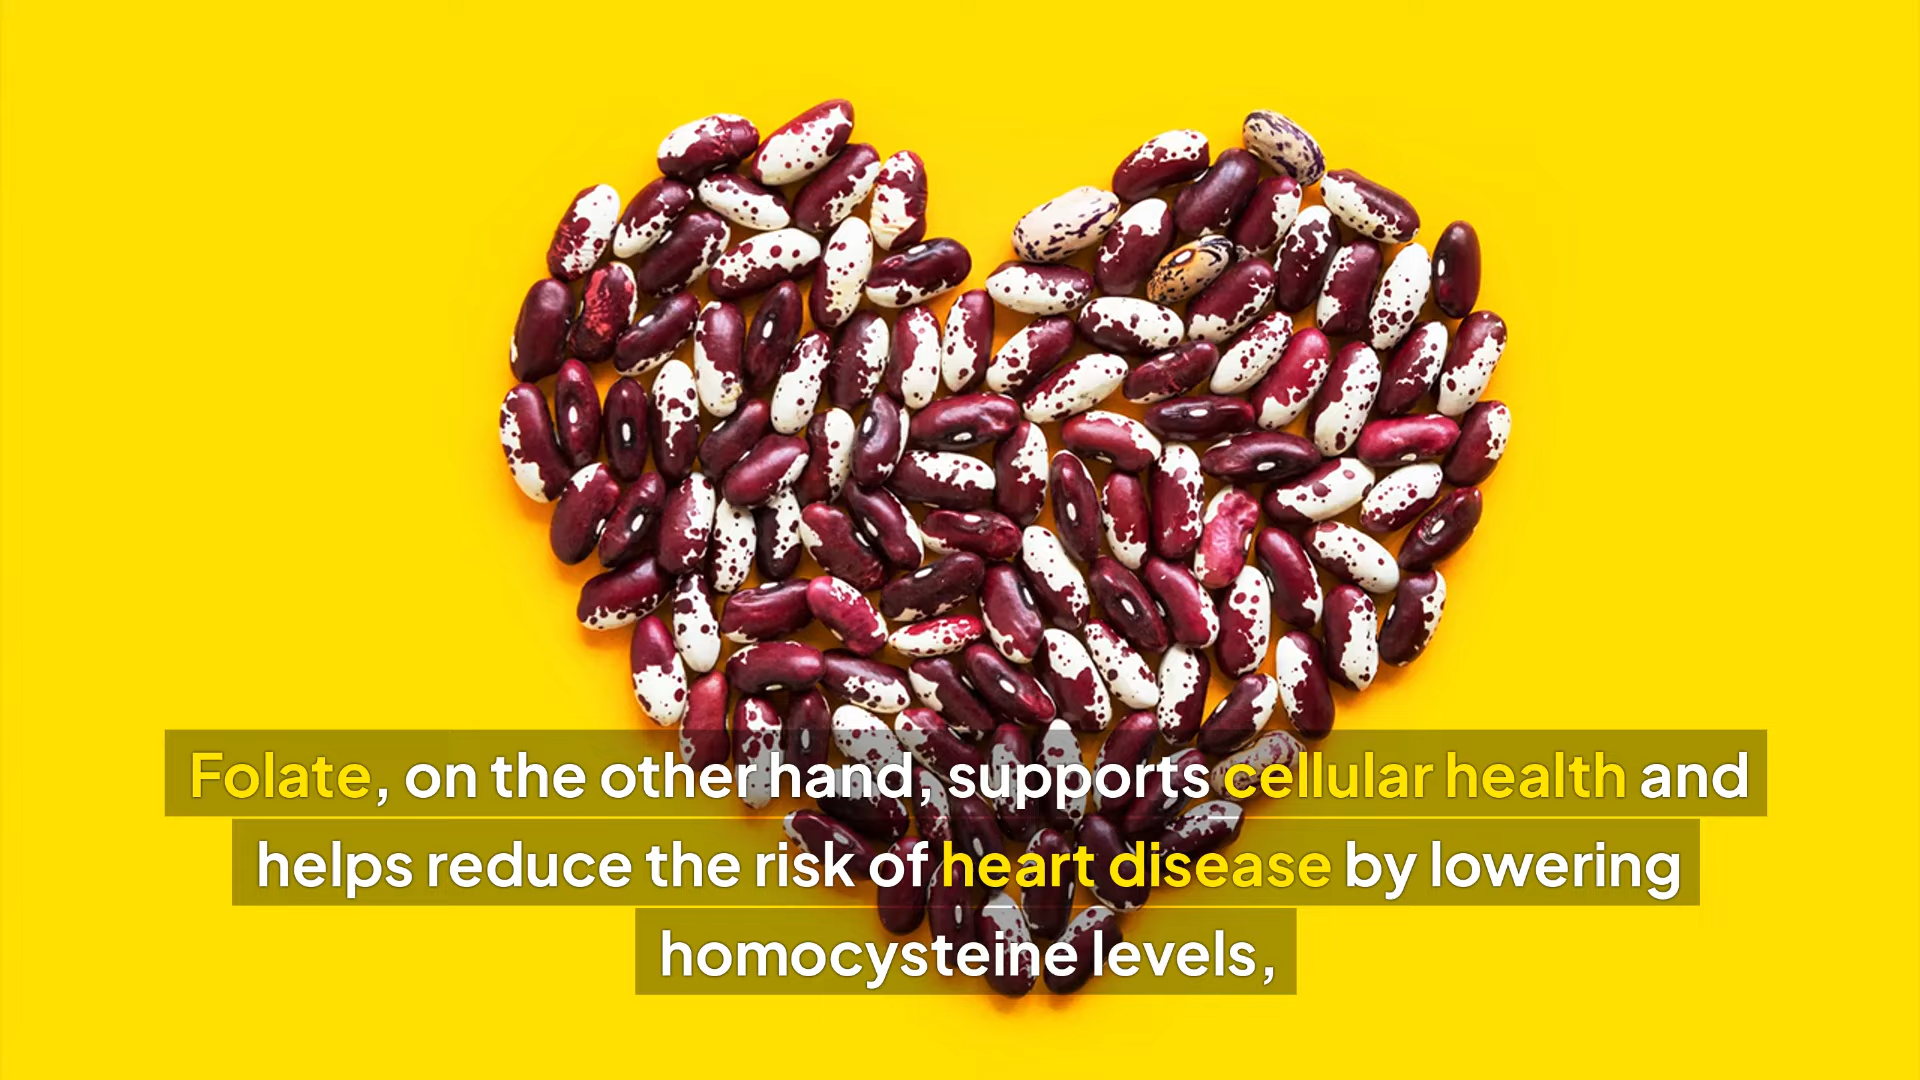 Folate, on the other hand, supports cellular health and
helps reduce the risk of heart disease by lowering
homocysteine levels,